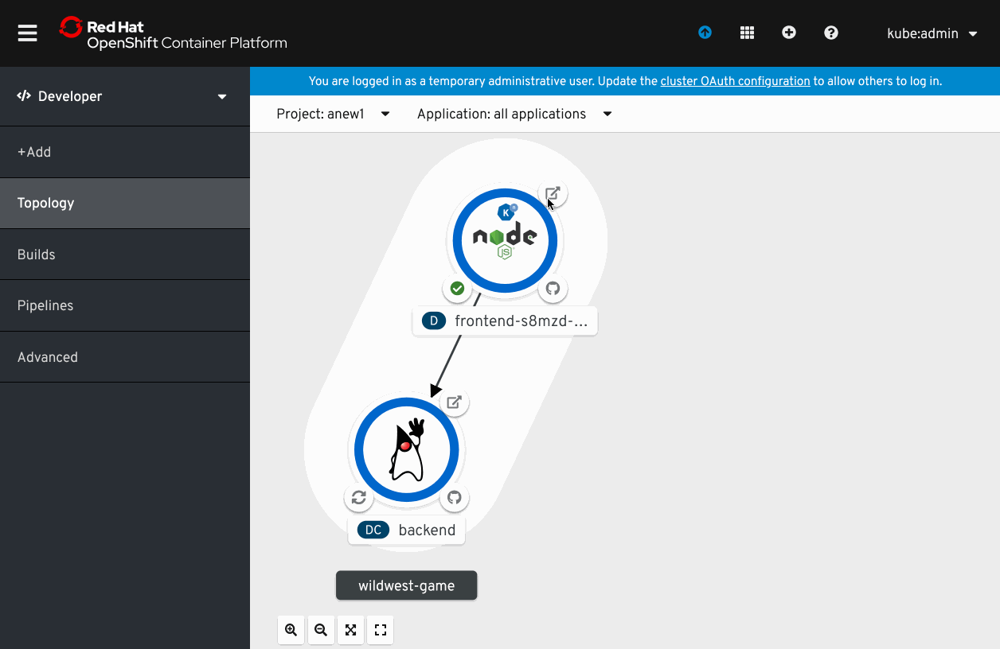 Red Hat
OpenShift Container Platform
kube:admin
You are logged in as a temporary administrative user. Update the cluster OAuth configuration to allow others to log in.
</> Developer
Project: anew1
Application: all applications
+Add
Topology
Builds
Pipelines
Advanced
K n
node
JS
D frontend-s8mzd-...
DC backend
wildwest-game